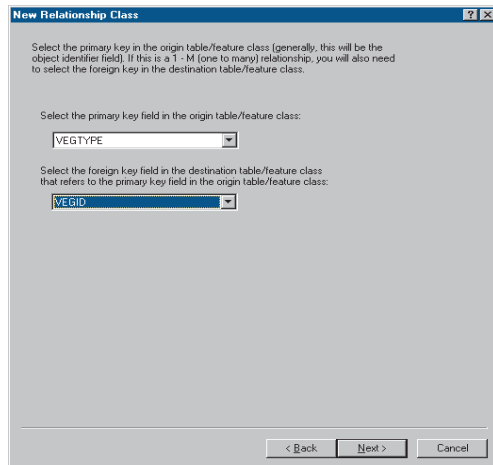 New Relationship Class
Select the primary key in the origin table/feature class (generally, this will be the
object identifier field). If this is a 1 - M (one to many) relationship, you will also need
to select the foreign key in the destination table/feature class.
Select the primary key field in the origin table/feature class:
VEGTYPE
Select the foreign key field in the destination table/feature class
that refers to the primary key field in the origin table/feature class:
VEGID
< Back Next > Cancel